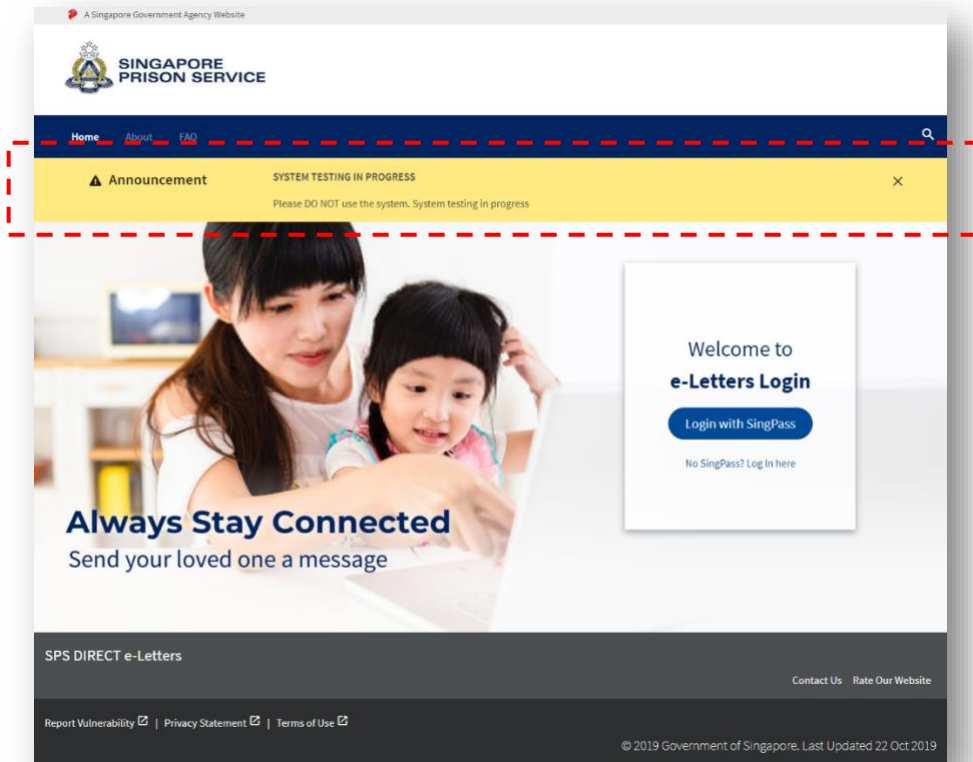 A Singapore Government Agency Website
SINGAPORE
PRISON SERVICE
Home About FAQ
Announcement
SYSTEM TESTING IN PROGRESS
Please DO NOT use the system. System testing in progress
Welcome to
e-Letters Login
Login with SingPass
No SingPass? Log In here
Always Stay Connected
Send your loved one a message
SPS DIRECT e-Letters
Contact Us Rate Our Website
Report Vulnerability | Privacy Statement | Terms of Use
© 2019 Government of Singapore. Last Updated 22 Oct 2019